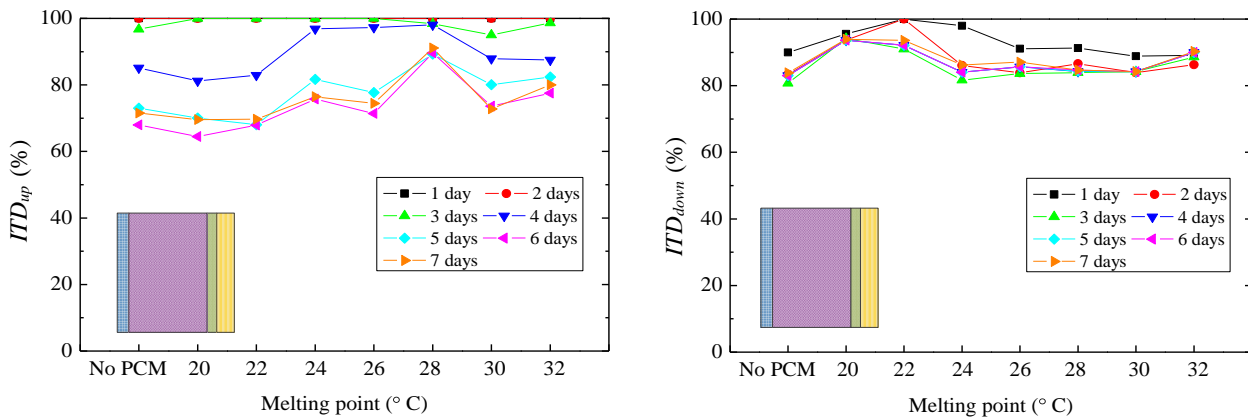 100
80
60
40
20
0
ITD_up (%)
1 day 2 days
3 days 4 days
5 days 6 days
7 days
No PCM 20 22 24 26 28 30 32
Melting point (° C)
100
80
60
40
20
0
ITD_down (%)
1 day 2 days
3 days 4 days
5 days 6 days
7 days
No PCM 20 22 24 26 28 30 32
Melting point (° C)